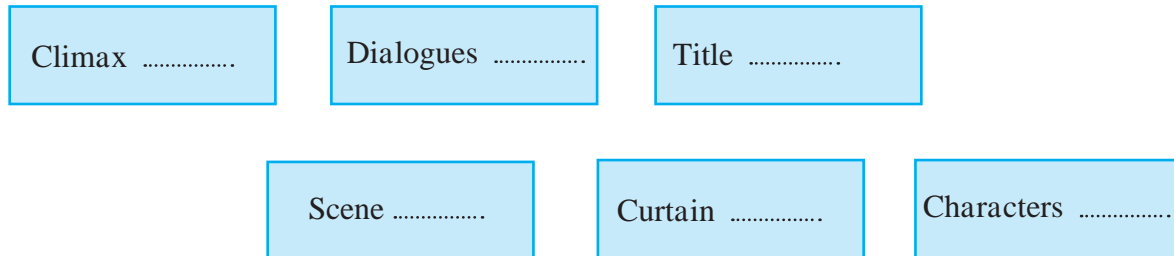 Climax ................
Dialogues ................
Title ................
Scene ................
Curtain ................
Characters ................